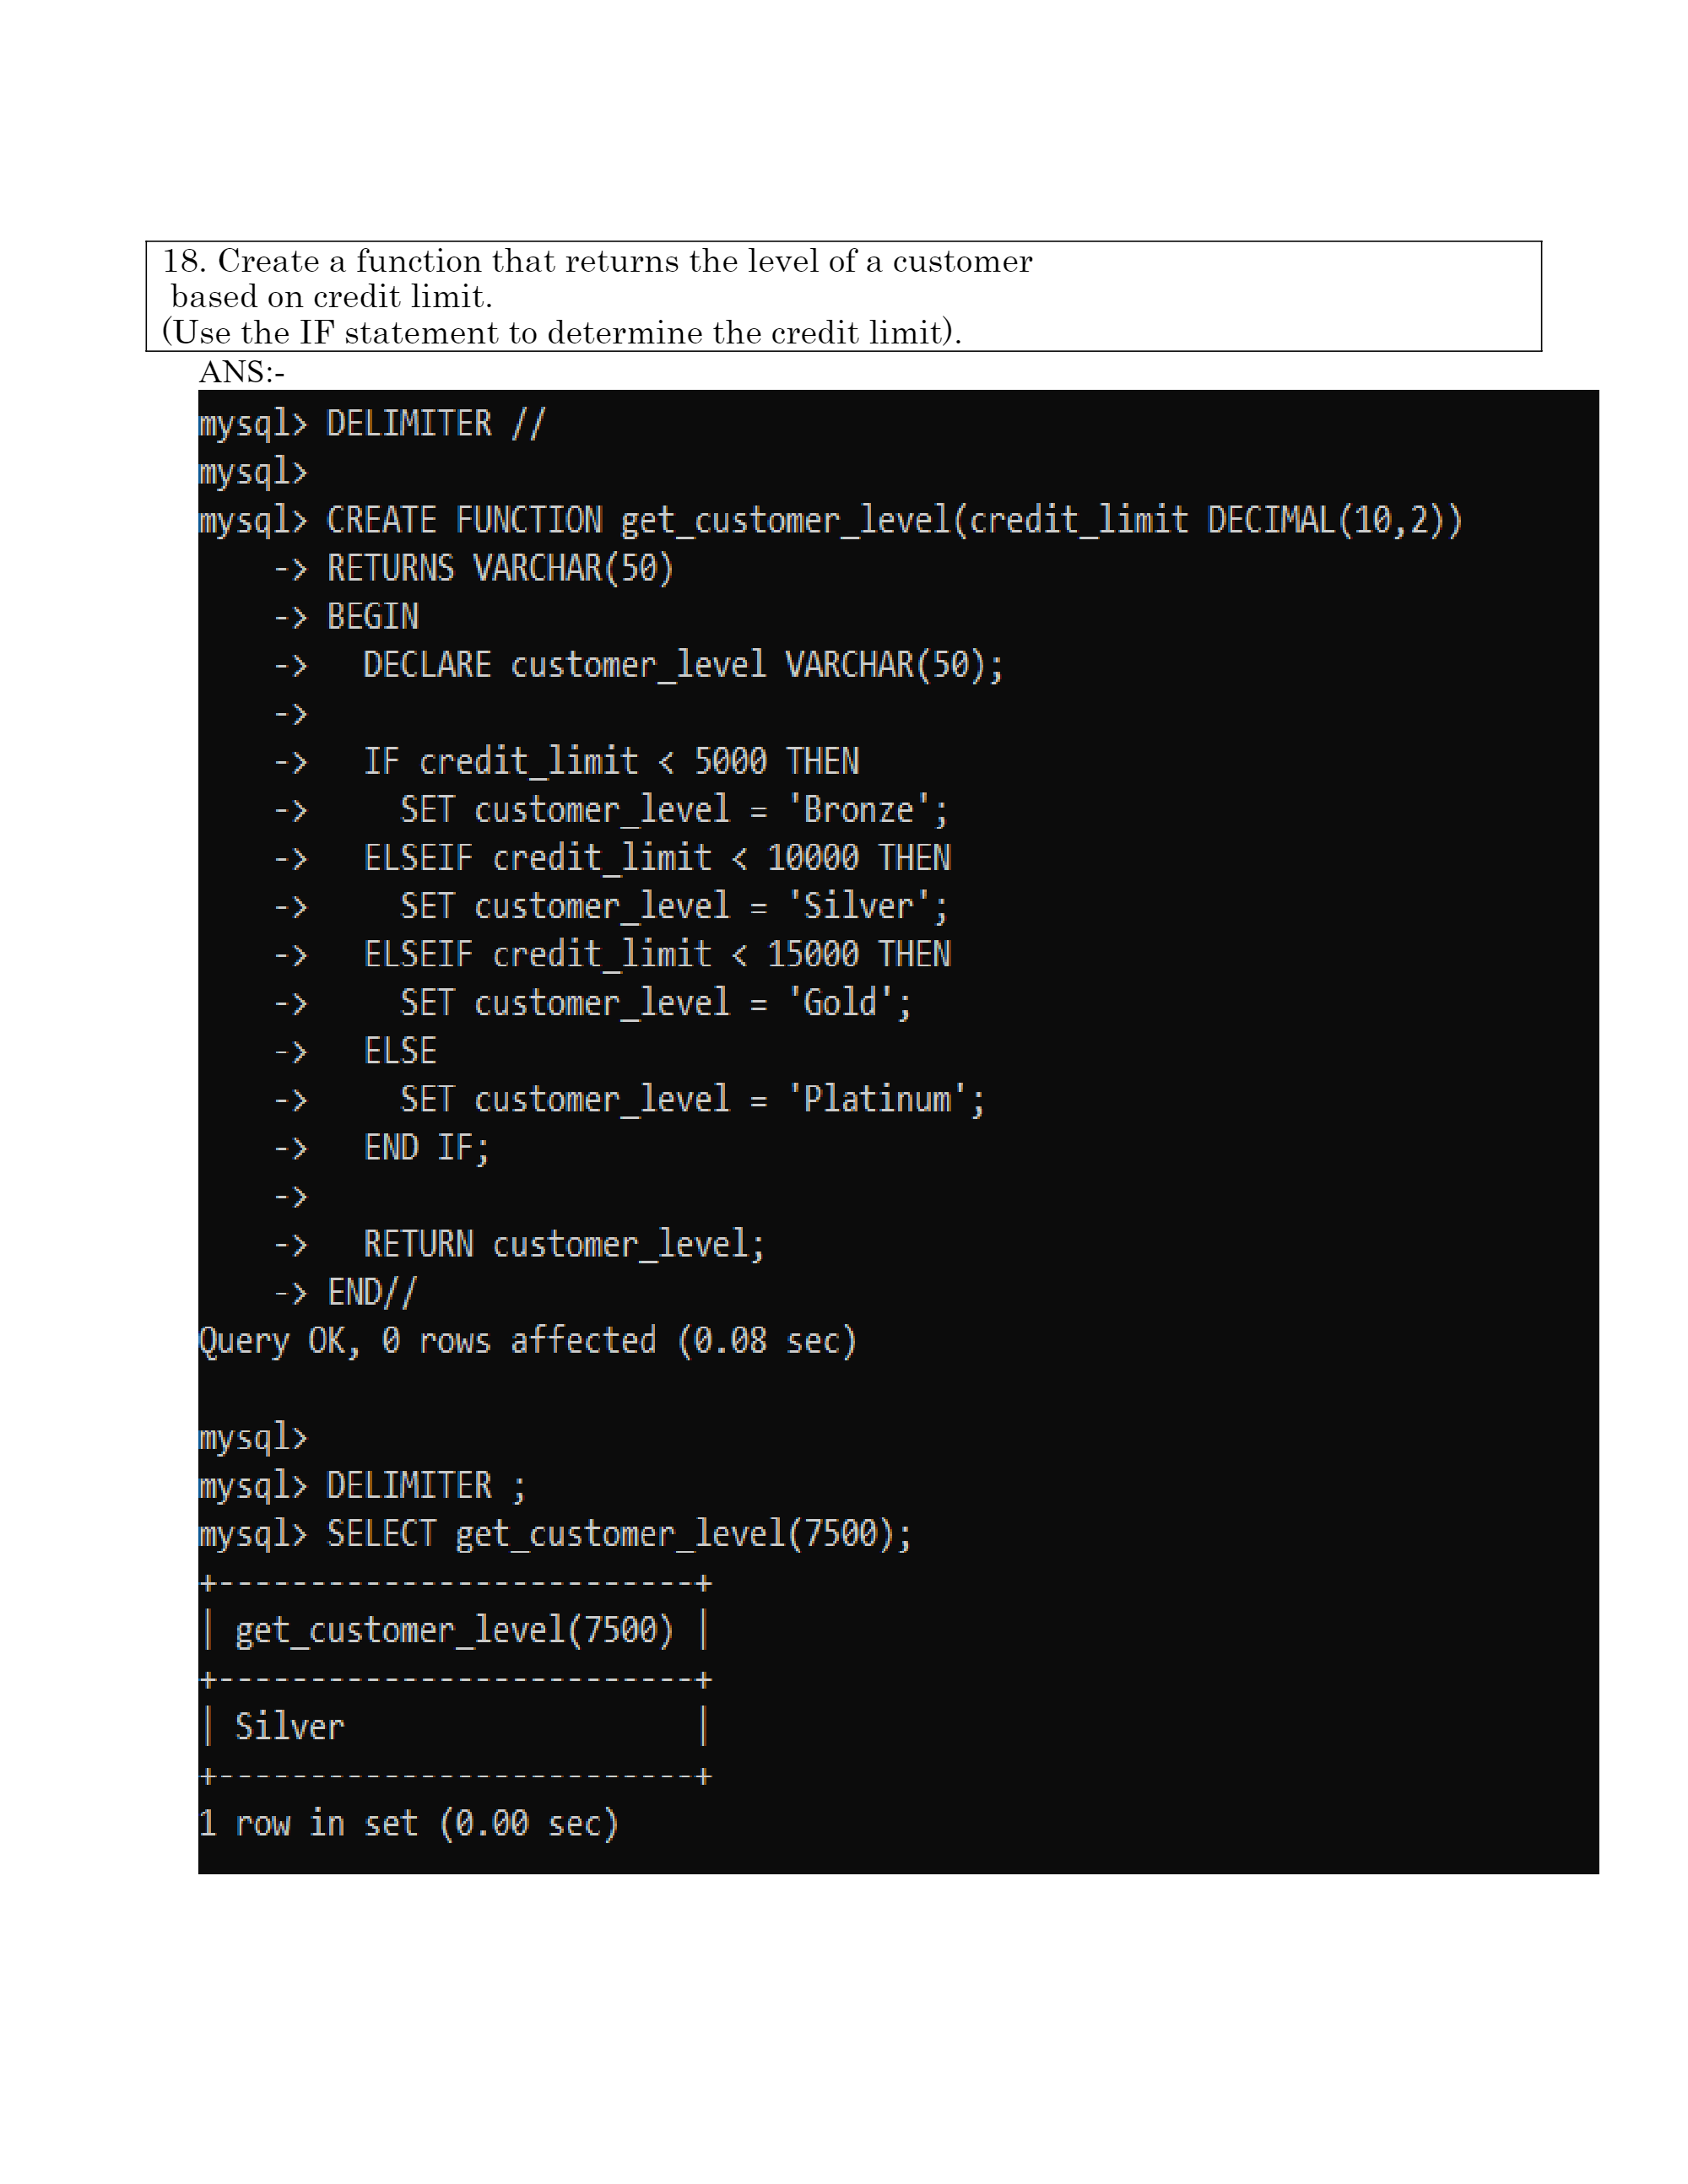 18. Create a function that returns the level of a customer
based on credit limit.
(Use the IF statement to determine the credit limit).
ANS:-
mysql> DELIMITER //
mysql>
mysql> CREATE FUNCTION get_customer_level(credit_limit DECIMAL(10,2))
    -> RETURNS VARCHAR(50)
    -> BEGIN
    ->   DECLARE customer_level VARCHAR(50);
    ->
    ->   IF credit_limit < 5000 THEN
    ->     SET customer_level = 'Bronze';
    ->   ELSEIF credit_limit < 10000 THEN
    ->     SET customer_level = 'Silver';
    ->   ELSEIF credit_limit < 15000 THEN
    ->     SET customer_level = 'Gold';
    ->   ELSE
    ->     SET customer_level = 'Platinum';
    ->   END IF;
    ->
    ->   RETURN customer_level;
    -> END//
Query OK, 0 rows affected (0.08 sec)
mysql>
mysql> DELIMITER ;
mysql> SELECT get_customer_level(7500);
+--------------------------+
| get_customer_level(7500) |
+--------------------------+
| Silver                   |
+--------------------------+
1 row in set (0.00 sec)